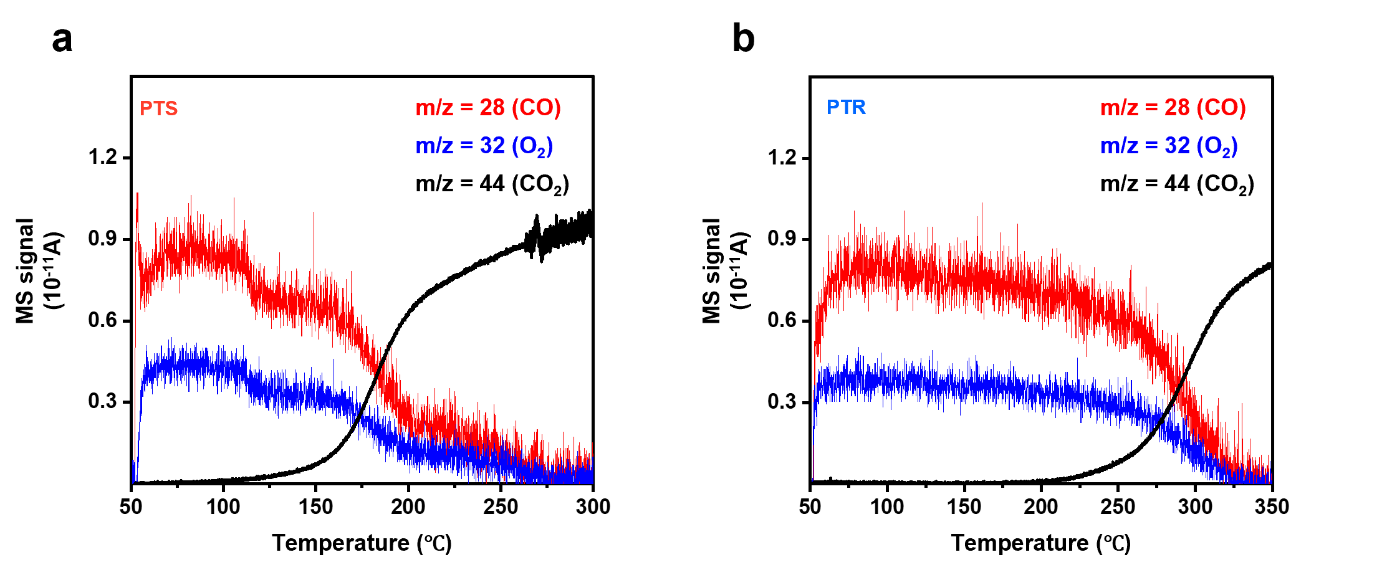 a
PTS
m/z = 28 (CO)
m/z = 32 (O₂)
m/z = 44 (CO₂)
1.2
0.9
0.6
0.3
MS signal
(10⁻¹¹A)
50 100 150 200 250 300
Temperature (℃)
b
PTR
m/z = 28 (CO)
m/z = 32 (O₂)
m/z = 44 (CO₂)
1.2
0.9
0.6
0.3
MS signal
(10⁻¹¹A)
50 100 150 200 250 300 350
Temperature (℃)